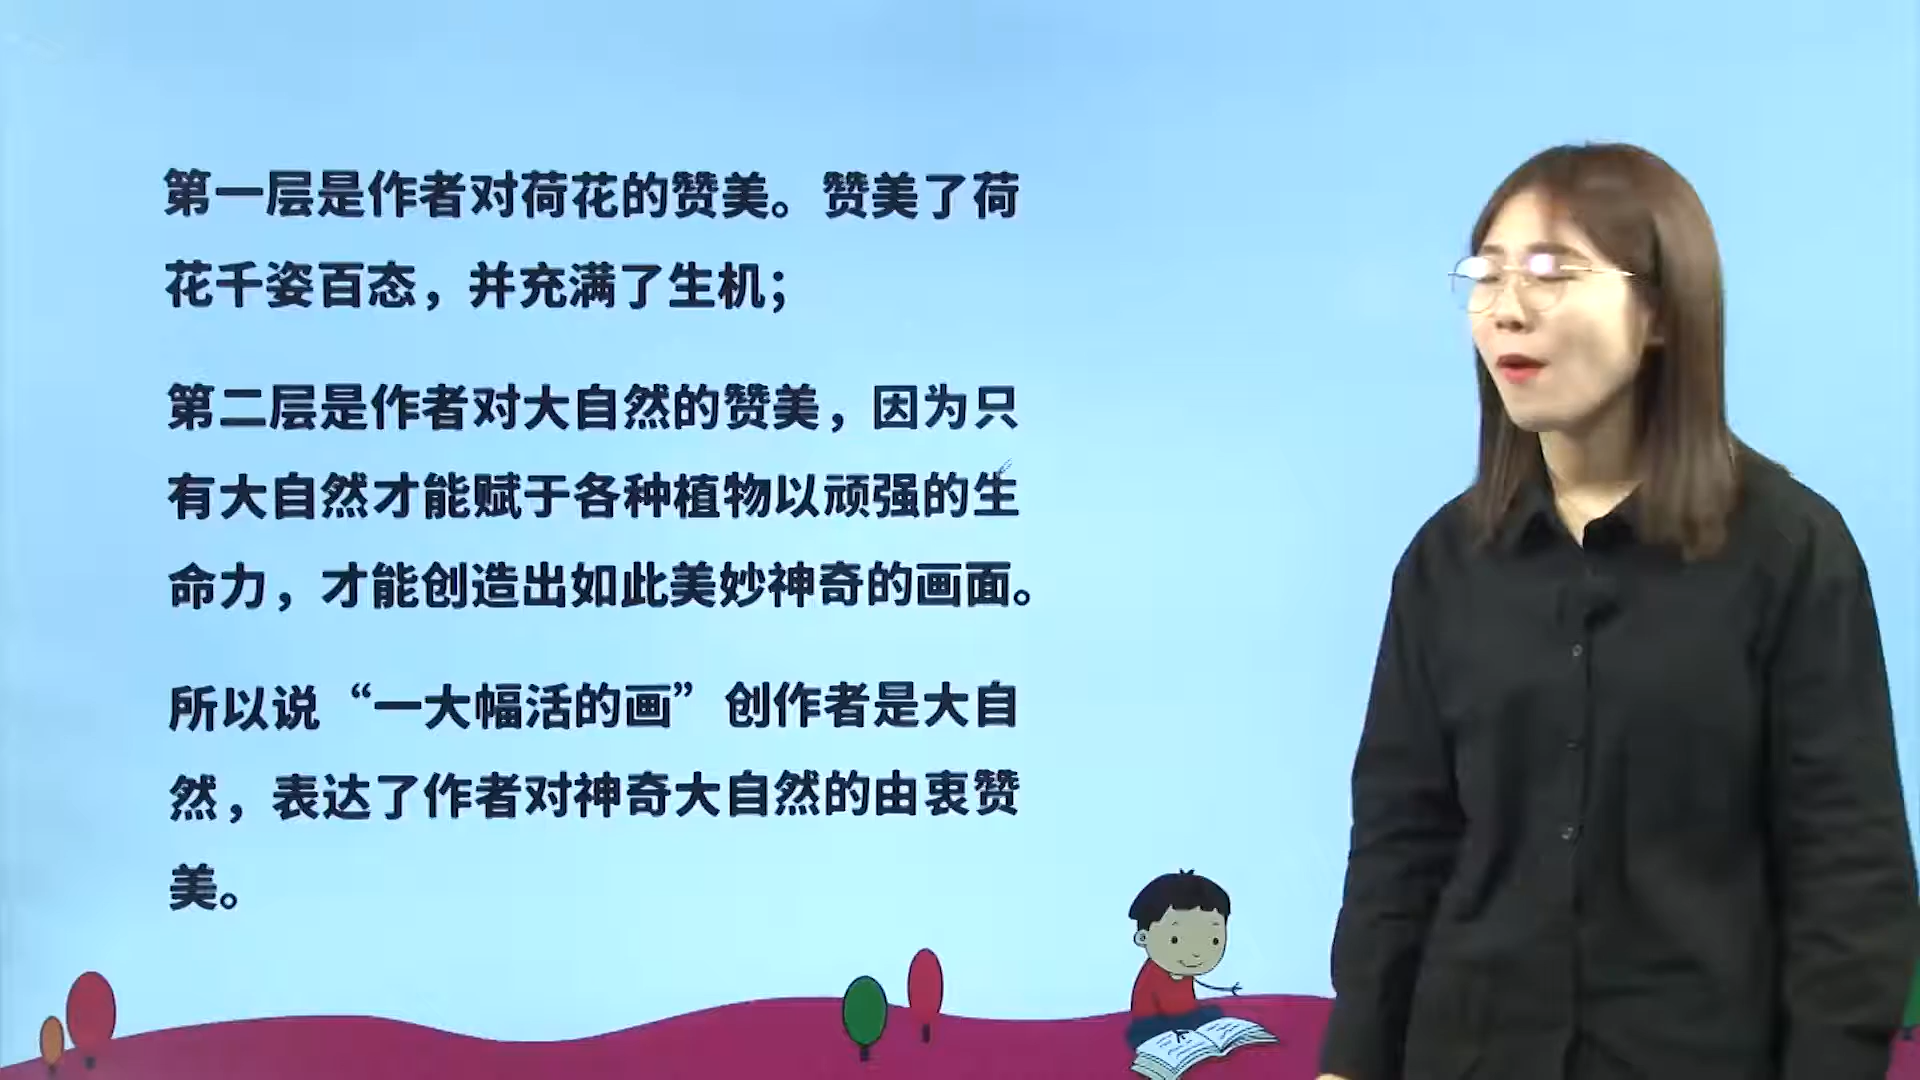 第一层是作者对荷花的赞美。赞美了荷
花千姿百态，并充满了生机；
第二层是作者对大自然的赞美，因为只
有大自然才能赋于各种植物以顽强的生
命力，才能创造出如此美妙神奇的画面。
所以说“一大幅活的画”创作者是大自
然，表达了作者对神奇大自然的由衷赞
美。